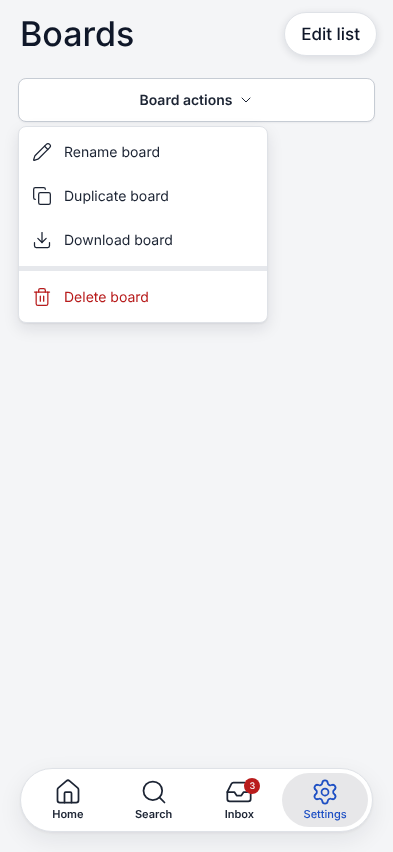 Boards
Edit list
Board actions
Rename board
Duplicate board
Download board
Delete board
3
Home
Search
Inbox
Settings